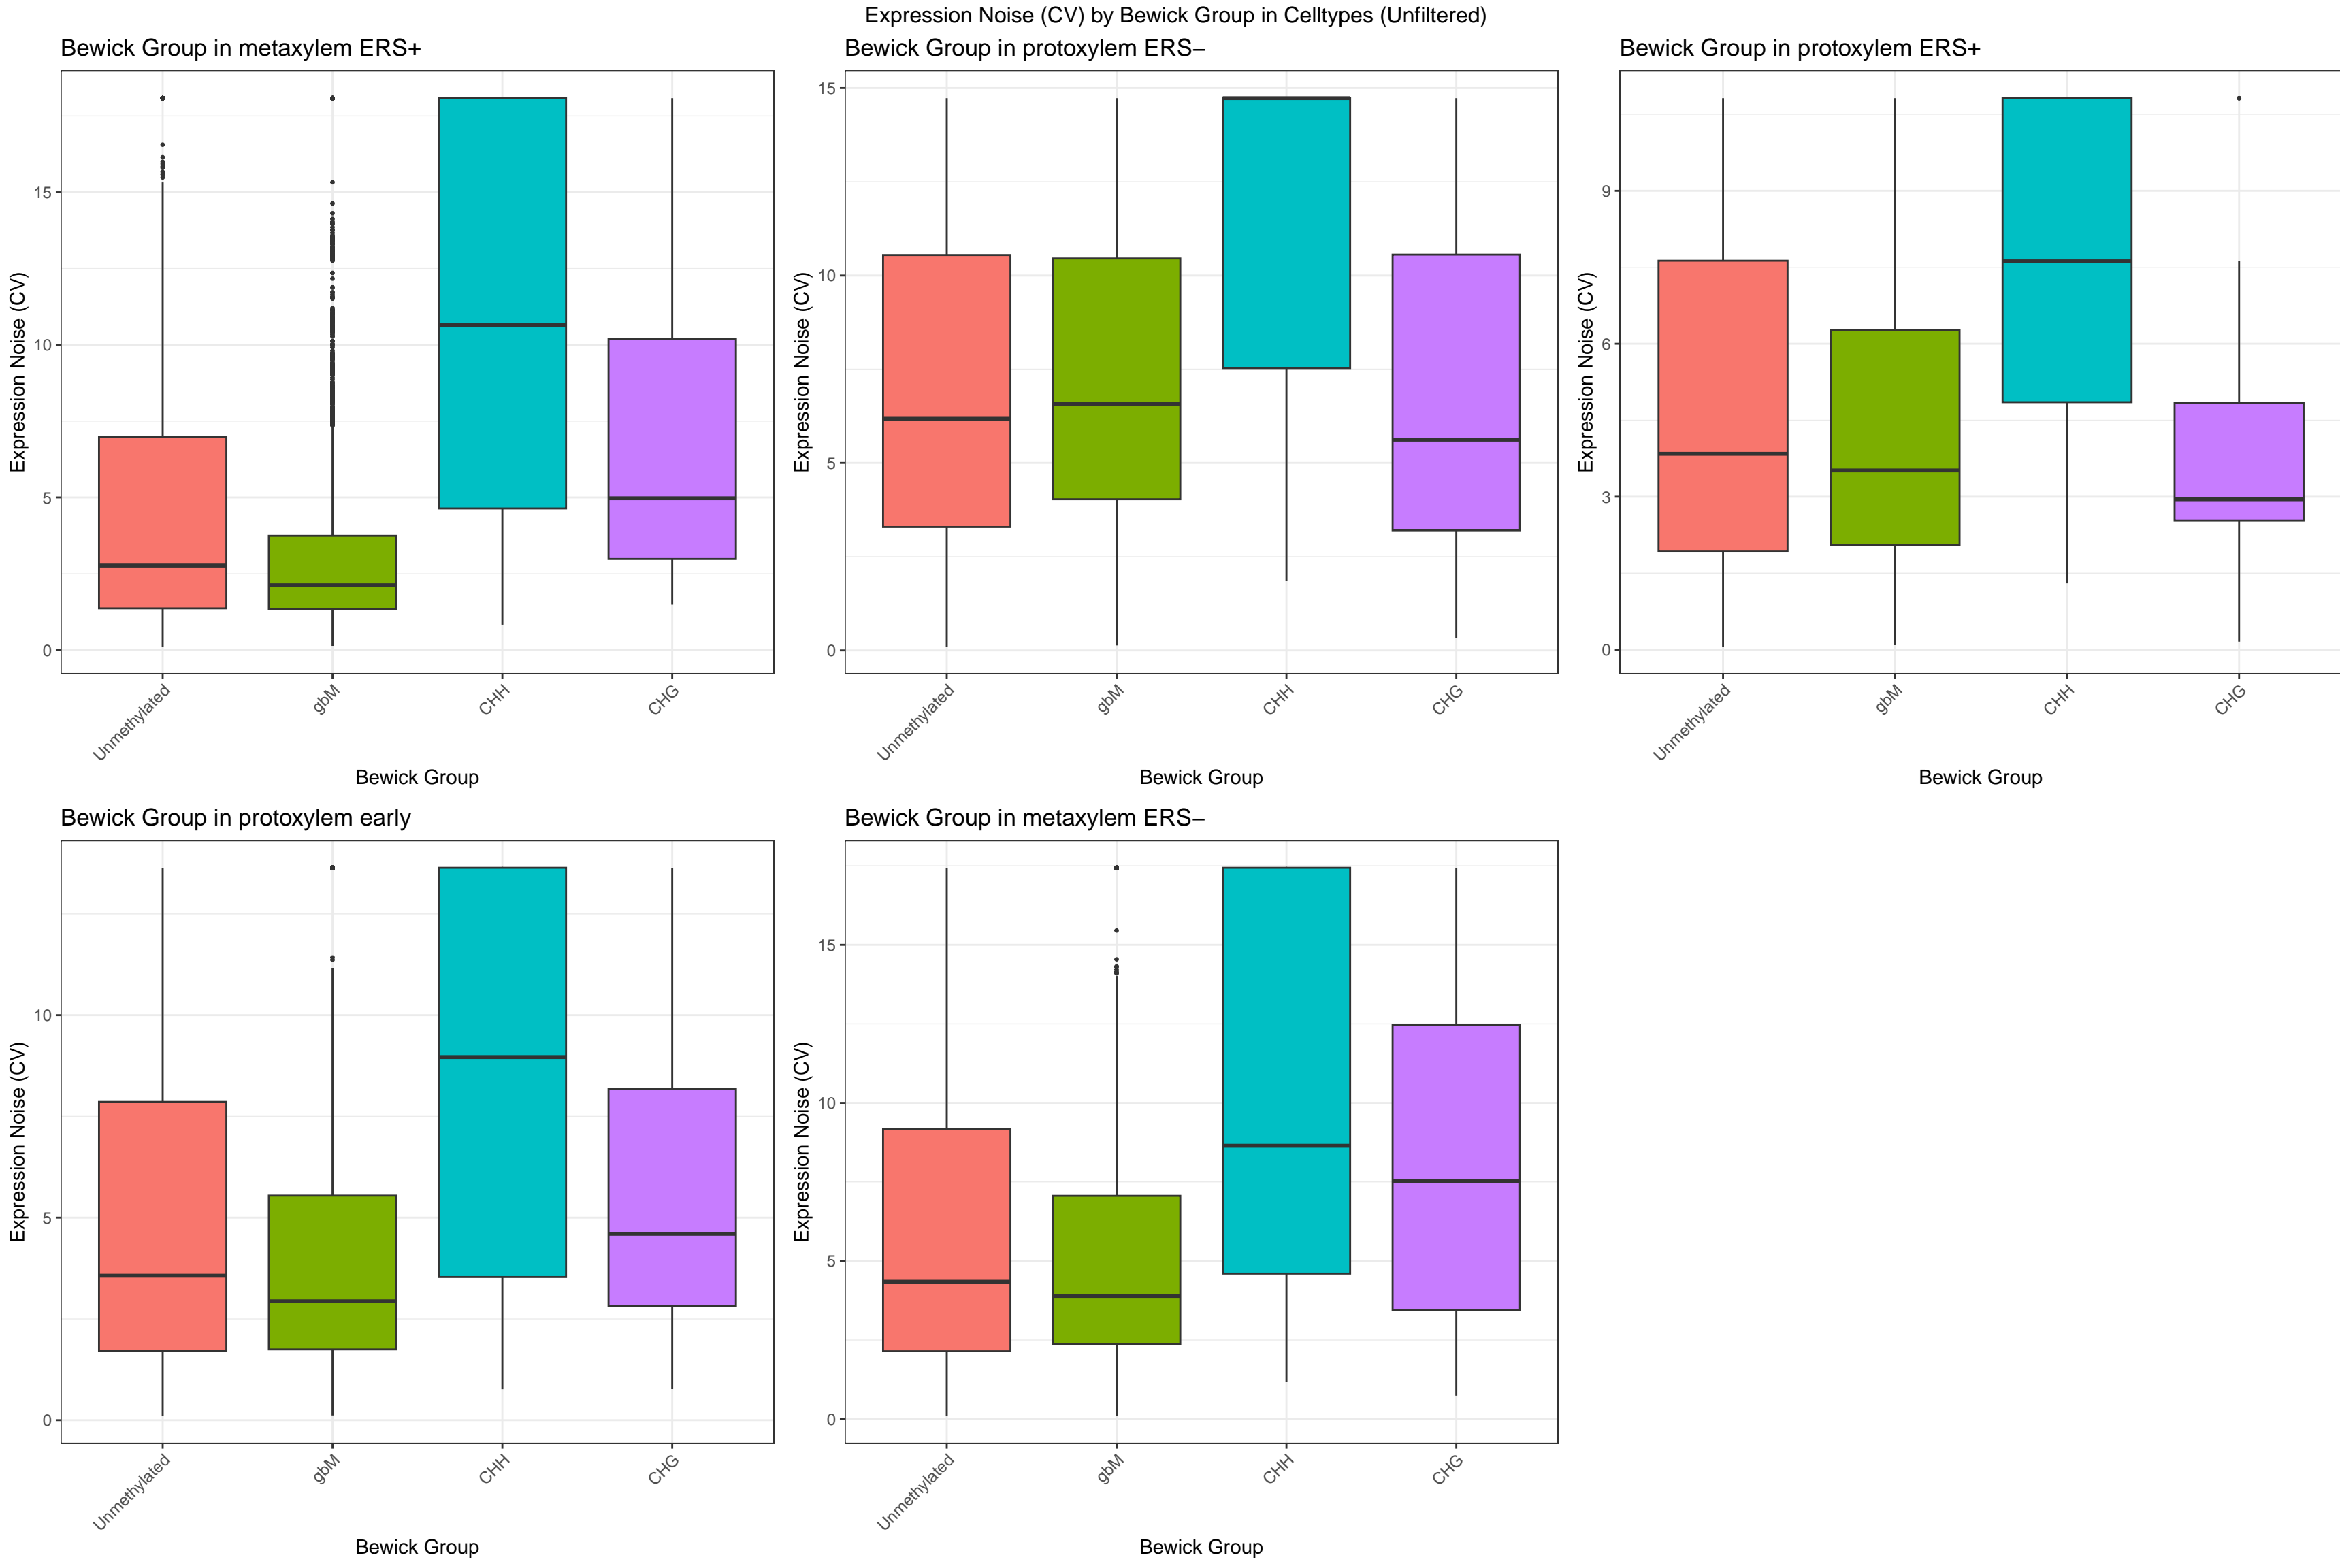 Expression Noise (CV) by Bewick Group in Celltypes (Unfiltered)
Bewick Group in metaxylem ERS+
Expression Noise (CV)
15
10
5
0
Unmethylated
gbM
CHH
CHG
Bewick Group
Bewick Group in protoxylem ERS−
Expression Noise (CV)
15
10
5
0
Unmethylated
gbM
CHH
CHG
Bewick Group
Bewick Group in protoxylem ERS+
Expression Noise (CV)
9
6
3
0
Unmethylated
gbM
CHH
CHG
Bewick Group
Bewick Group in protoxylem early
Expression Noise (CV)
10
5
0
Unmethylated
gbM
CHH
CHG
Bewick Group
Bewick Group in metaxylem ERS−
Expression Noise (CV)
15
10
5
0
Unmethylated
gbM
CHH
CHG
Bewick Group